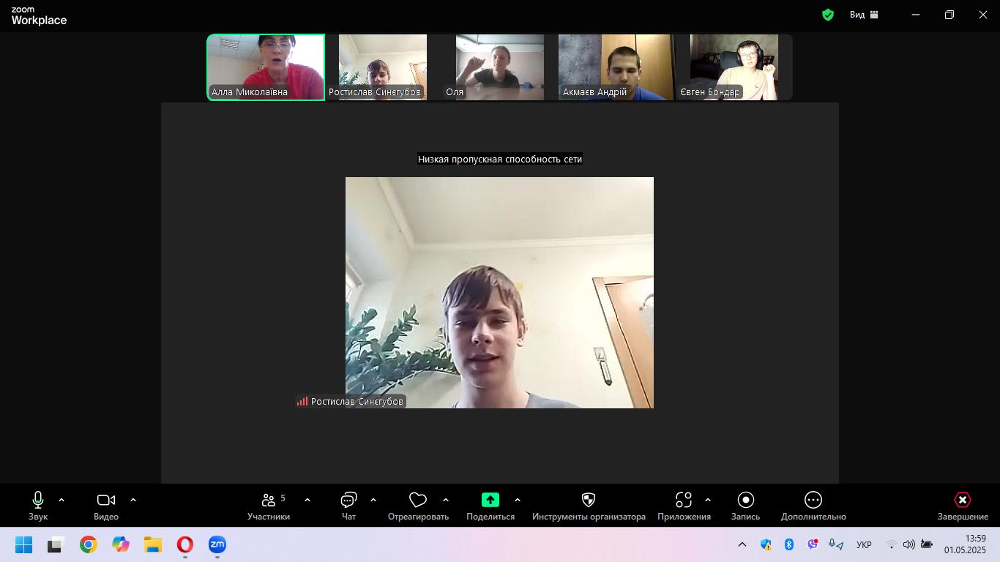 zoom
Workplace
Вид
Алла Миколаївна
Ростислав Синєгубов
Оля
Акмаєв Андрій
Євген Бондар
Низкая пропускная способность сети
Ростислав Синєгубов
5
Звук
Видео
Участники
Чат
Отреагировать
Поделиться
Инструменты организатора
Приложения
Запись
Дополнительно
Завершение
zm
УКР
13:59
01.05.2025